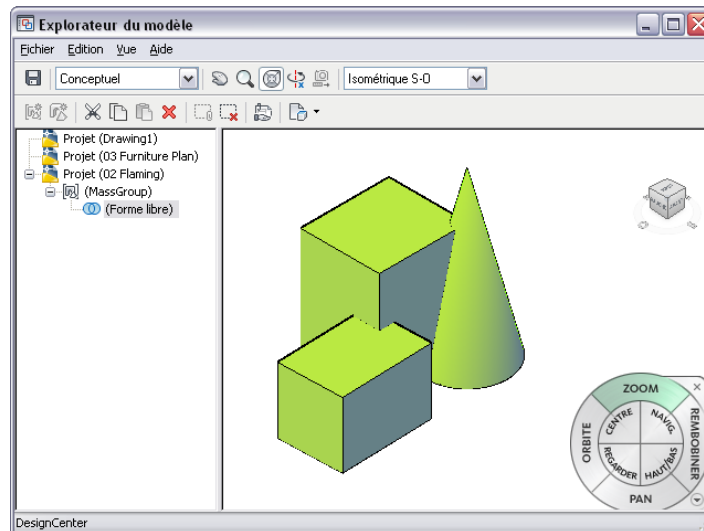 Explorateur du modèle
Fichier Edition Vue Aide
Conceptuel Isométrique S-O
Projet (Drawing1)
Projet (03 Furniture Plan)
Projet (02 Flaming)
(MassGroup)
(Forme libre)
ZOOM
ORBITE
CENTRE
NAVIG.
REMBOBINER
REGARDER
HAUT/BAS
PAN
DesignCenter